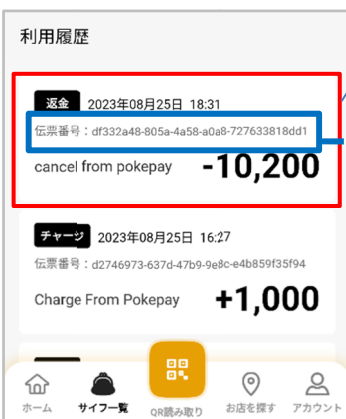 利用履歴
返金 2023年08月25日 18:31
伝票番号：df332a48-805a-4a58-a0a8-727633818dd1
cancel from pokepay -10,200
チャージ 2023年08月25日 16:27
伝票番号：d2746973-637d-47b9-9e8c-e4b859f35f94
Charge From Pokepay +1,000
ホーム サイフ一覧 QR読み取り お店を探す アカウント